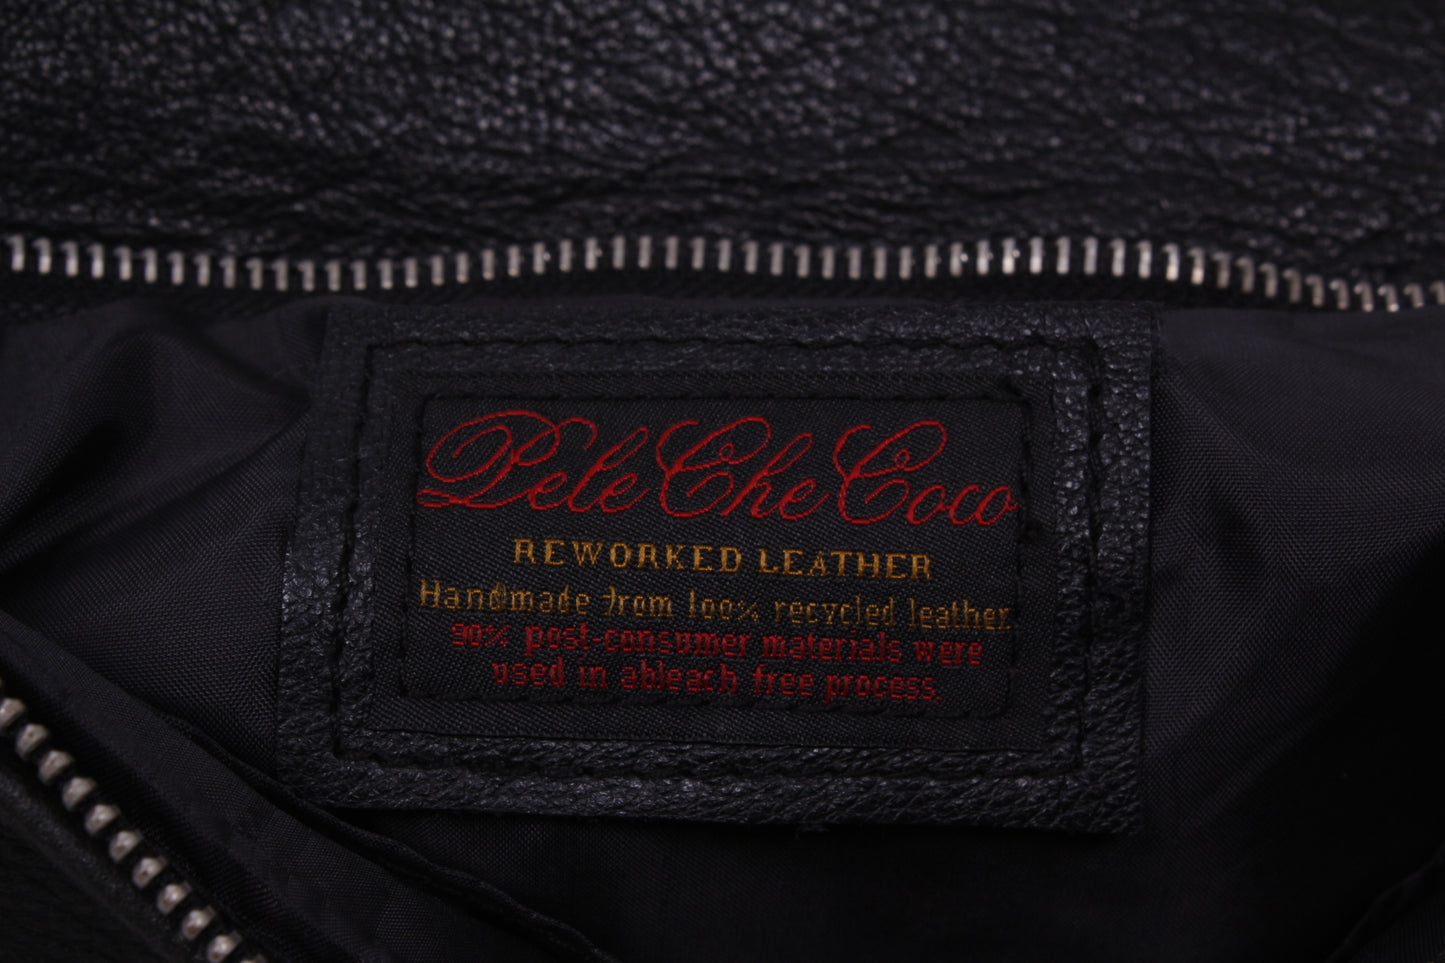 Pele Che Coco
REWORKED LEATHER
Handmade from 100% recycled leather.
90% post-consumer materials were
used in ableach free process.